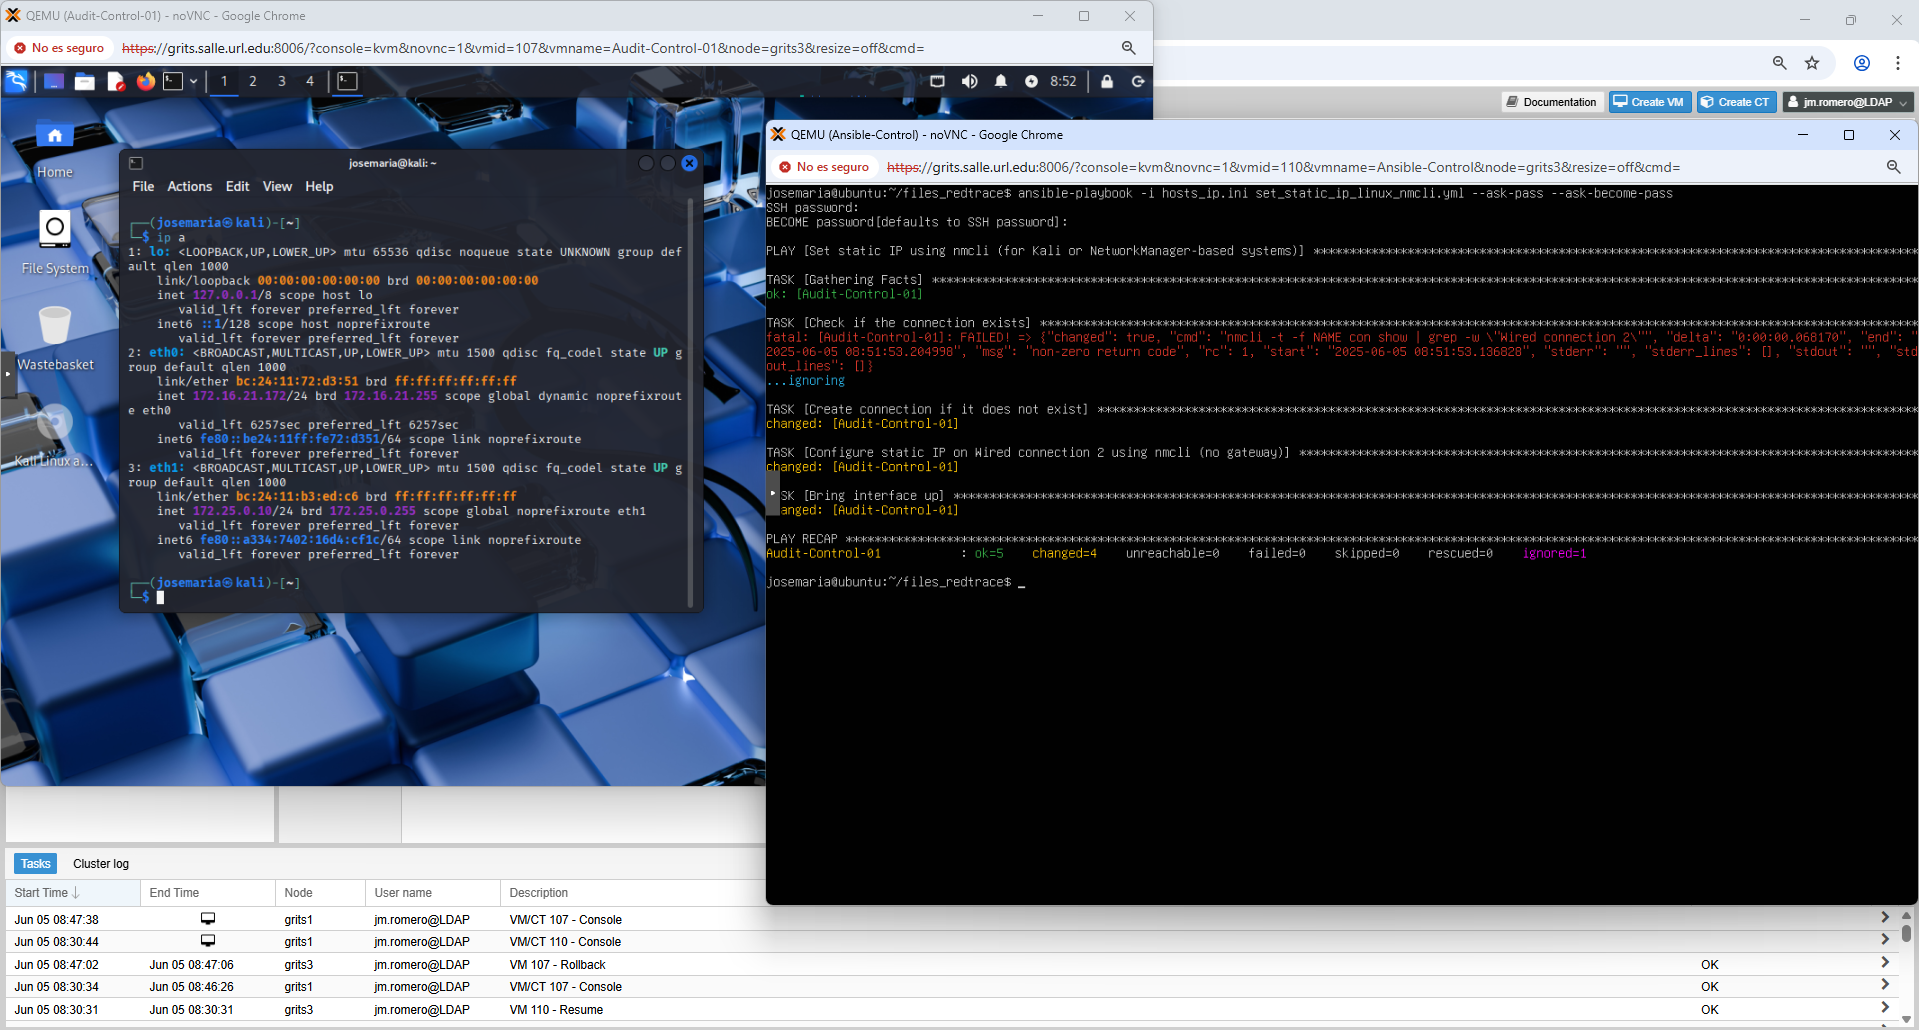 QEMU (Audit-Control-01) - noVNC - Google Chrome
No es seguro
https://grits.salle.url.edu:8006/?console=kvm&novnc=1&vmid=107&vmname=Audit-Control-01&node=grits3&resize=off&cmd=
1 2 3 4
8:52
Home
File System
Wastebasket
Kali Linux a...
josemaria@kali: ~
File Actions Edit View Help
┌──(josemaria㉿kali)-[~]
└─$ ip a
1: lo: <LOOPBACK,UP,LOWER_UP> mtu 65536 qdisc noqueue state UNKNOWN group def
ault qlen 1000
link/loopback 00:00:00:00:00:00 brd 00:00:00:00:00:00
inet 127.0.0.1/8 scope host lo
valid_lft forever preferred_lft forever
inet6 ::1/128 scope host noprefixroute
valid_lft forever preferred_lft forever
2: eth0: <BROADCAST,MULTICAST,UP,LOWER_UP> mtu 1500 qdisc fq_codel state UP g
roup default qlen 1000
link/ether bc:24:11:72:d3:51 brd ff:ff:ff:ff:ff:ff
inet 172.16.21.172/24 brd 172.16.21.255 scope global dynamic noprefixrout
e eth0
valid_lft 6257sec preferred_lft 6257sec
inet6 fe80::be24:11ff:fe72:d351/64 scope link noprefixroute
valid_lft forever preferred_lft forever
3: eth1: <BROADCAST,MULTICAST,UP,LOWER_UP> mtu 1500 qdisc fq_codel state UP g
roup default qlen 1000
link/ether bc:24:11:b3:ed:c6 brd ff:ff:ff:ff:ff:ff
inet 172.25.0.10/24 brd 172.25.0.255 scope global noprefixroute eth1
valid_lft forever preferred_lft forever
inet6 fe80::a334:7402:16d4:cf1c/64 scope link noprefixroute
valid_lft forever preferred_lft forever
┌──(josemaria㉿kali)-[~]
└─$
Documentation
Create VM
Create CT
jm.romero@LDAP
QEMU (Ansible-Control) - noVNC - Google Chrome
No es seguro
https://grits.salle.url.edu:8006/?console=kvm&novnc=1&vmid=110&vmname=Ansible-Control&node=grits3&resize=off&cmd=
josemaria@ubuntu:~/files_redtrace$ ansible-playbook -i hosts_ip.ini set_static_ip_linux_nmcli.yml --ask-pass --ask-become-pass
SSH password:
BECOME password[defaults to SSH password]:
PLAY [Set static IP using nmcli (for Kali or NetworkManager-based systems)] ************************************************************************************
TASK [Gathering Facts] *****************************************************************************************************************************************
ok: [Audit-Control-01]
TASK [Check if the connection exists] **************************************************************************************************************************
fatal: [Audit-Control-01]: FAILED! => {"changed": true, "cmd": "nmcli -t -f NAME con show | grep -w \"Wired connection 2\"", "delta": "0:00:00.068170", "end": "
2025-06-05 08:51:53.204998", "msg": "non-zero return code", "rc": 1, "start": "2025-06-05 08:51:53.136828", "stderr": "", "stderr_lines": [], "stdout": "", "std
out_lines": []}
...ignoring
TASK [Create connection if it does not exist] ******************************************************************************************************************
changed: [Audit-Control-01]
TASK [Configure static IP on Wired connection 2 using nmcli (no gateway)] **************************************************************************************
changed: [Audit-Control-01]
SK [Bring interface up] **************************************************************************************************************************************
anged: [Audit-Control-01]
PLAY RECAP *****************************************************************************************************************************************************
Audit-Control-01 : ok=5 changed=4 unreachable=0 failed=0 skipped=0 rescued=0 ignored=1
josemaria@ubuntu:~/files_redtrace$ _
Tasks Cluster log
Start Time End Time Node User name Description
Jun 05 08:47:38 grits1 jm.romero@LDAP VM/CT 107 - Console
Jun 05 08:30:44 grits1 jm.romero@LDAP VM/CT 110 - Console
Jun 05 08:47:02 Jun 05 08:47:06 grits3 jm.romero@LDAP VM 107 - Rollback OK
Jun 05 08:30:34 Jun 05 08:46:26 grits1 jm.romero@LDAP VM/CT 107 - Console OK
Jun 05 08:30:31 Jun 05 08:30:31 grits3 jm.romero@LDAP VM 110 - Resume OK